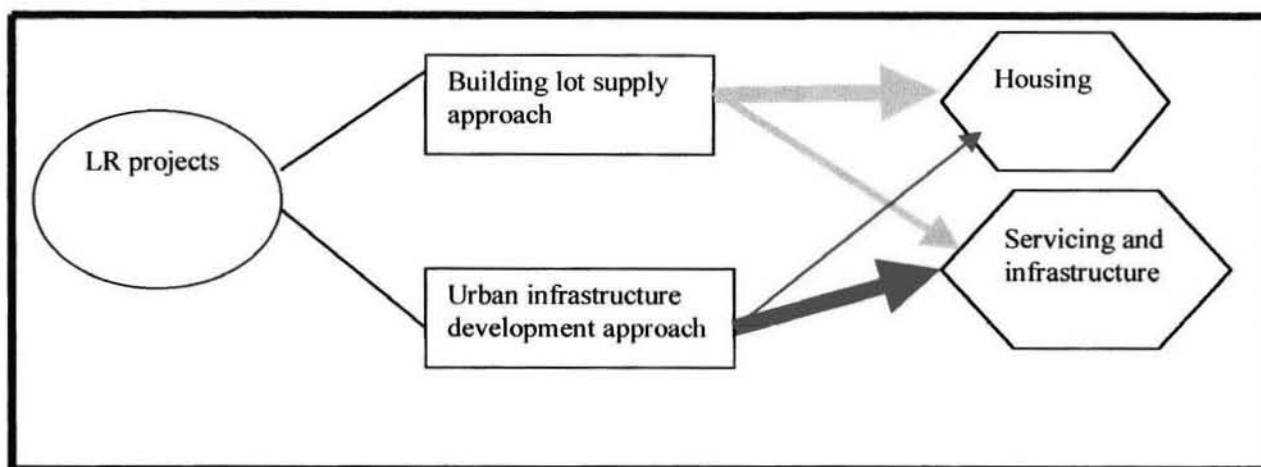 LR projects
Building lot supply
approach
Housing
Urban infrastructure
development approach
Servicing and
infrastructure